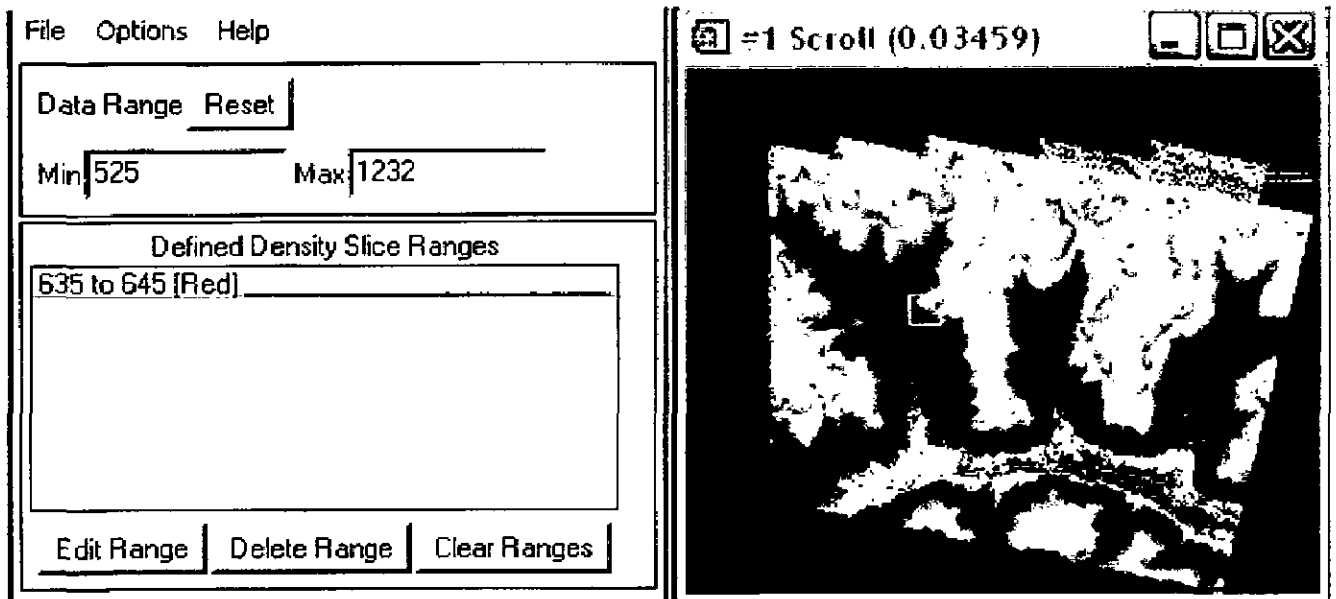 File Options Help
Data Range Reset
Min 525 Max 1232
Defined Density Slice Ranges
635 to 645 [Red]
Edit Range Delete Range Clear Ranges
#1 Scroll (0.03459)